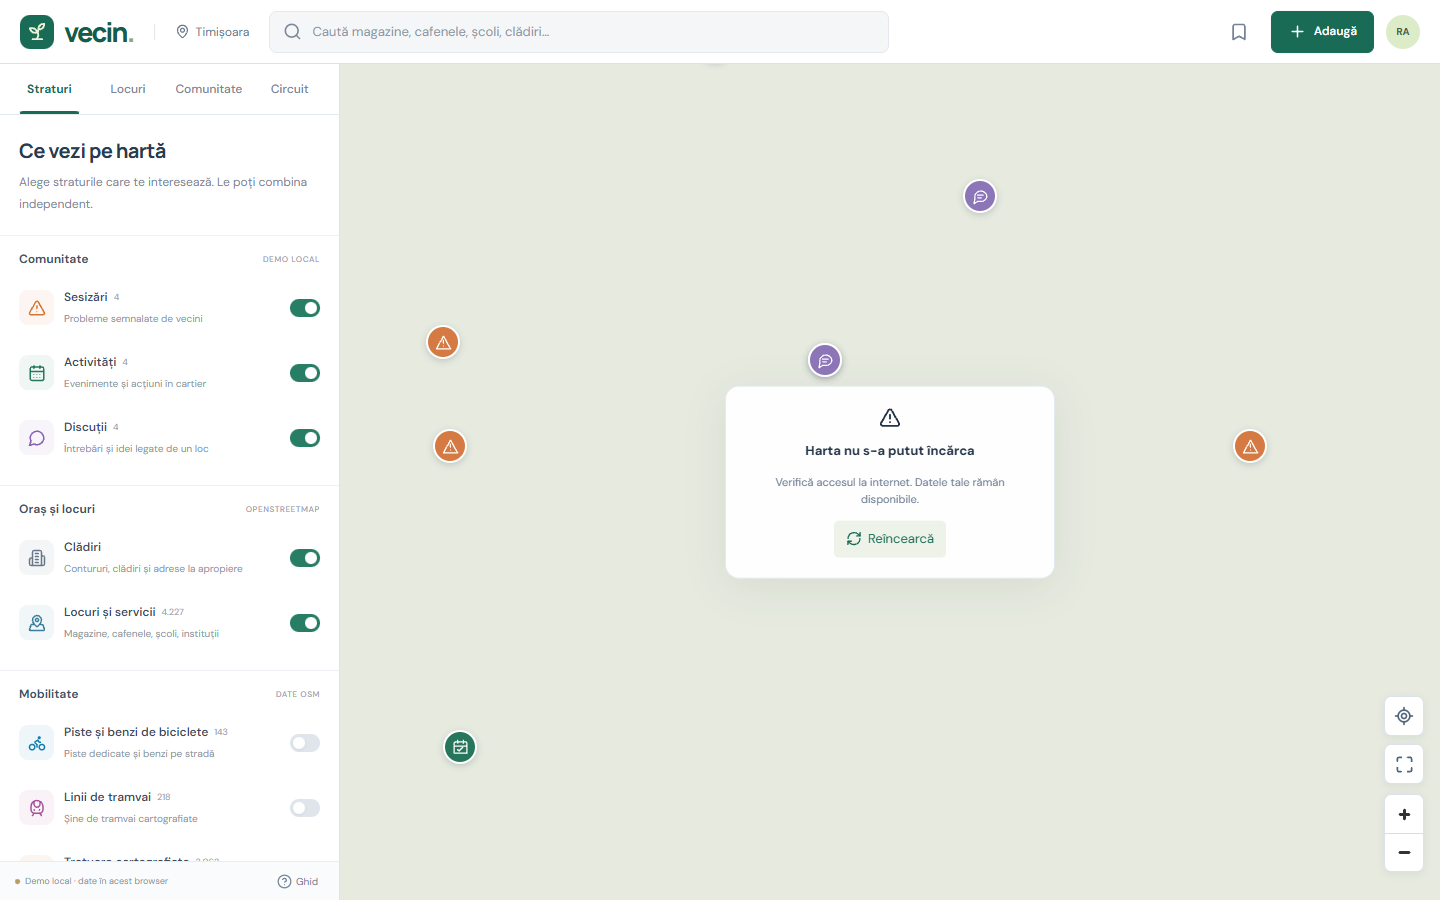 vecin.
Timișoara
Caută magazine, cafenele, școli, clădiri...
Adaugă
RA
Straturi
Locuri
Comunitate
Circuit
Ce vezi pe hartă
Alege straturile care te interesează. Le poți combina
independent.
Comunitate
DEMO LOCAL
Sesizări 4
Probleme semnalate de vecini
Activități 4
Evenimente și acțiuni în cartier
Discuții 4
Întrebări și idei legate de un loc
Oraș și locuri
OPENSTREETMAP
Clădiri
Contururi, clădiri și adrese la apropiere
Locuri și servicii 4.227
Magazine, cafenele, școli, instituții
Mobilitate
DATE OSM
Piste și benzi de biciclete 143
Piste dedicate și benzi pe stradă
Linii de tramvai 218
Șine de tramvai cartografiate
Trotuare cartografiate
Demo local · date în acest browser
Ghid
Harta nu s-a putut încărca
Verifică accesul la internet. Datele tale rămân
disponibile.
Reîncearcă